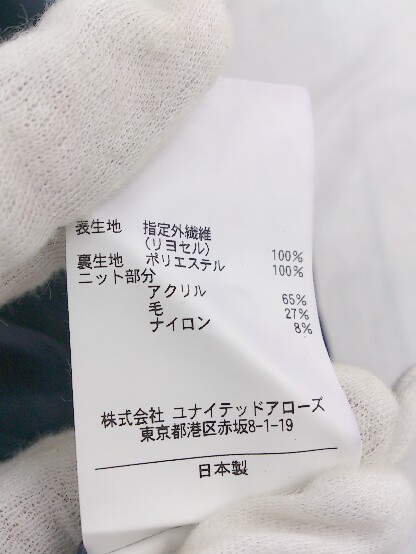 表生地 指定外繊維
(リヨセル) 100%
裏生地 ポリエステル 100%
ニット部分
アクリル 65%
毛 27%
ナイロン 8%
株式会社 ユナイテッドアローズ
東京都港区赤坂8-1-19
日本製